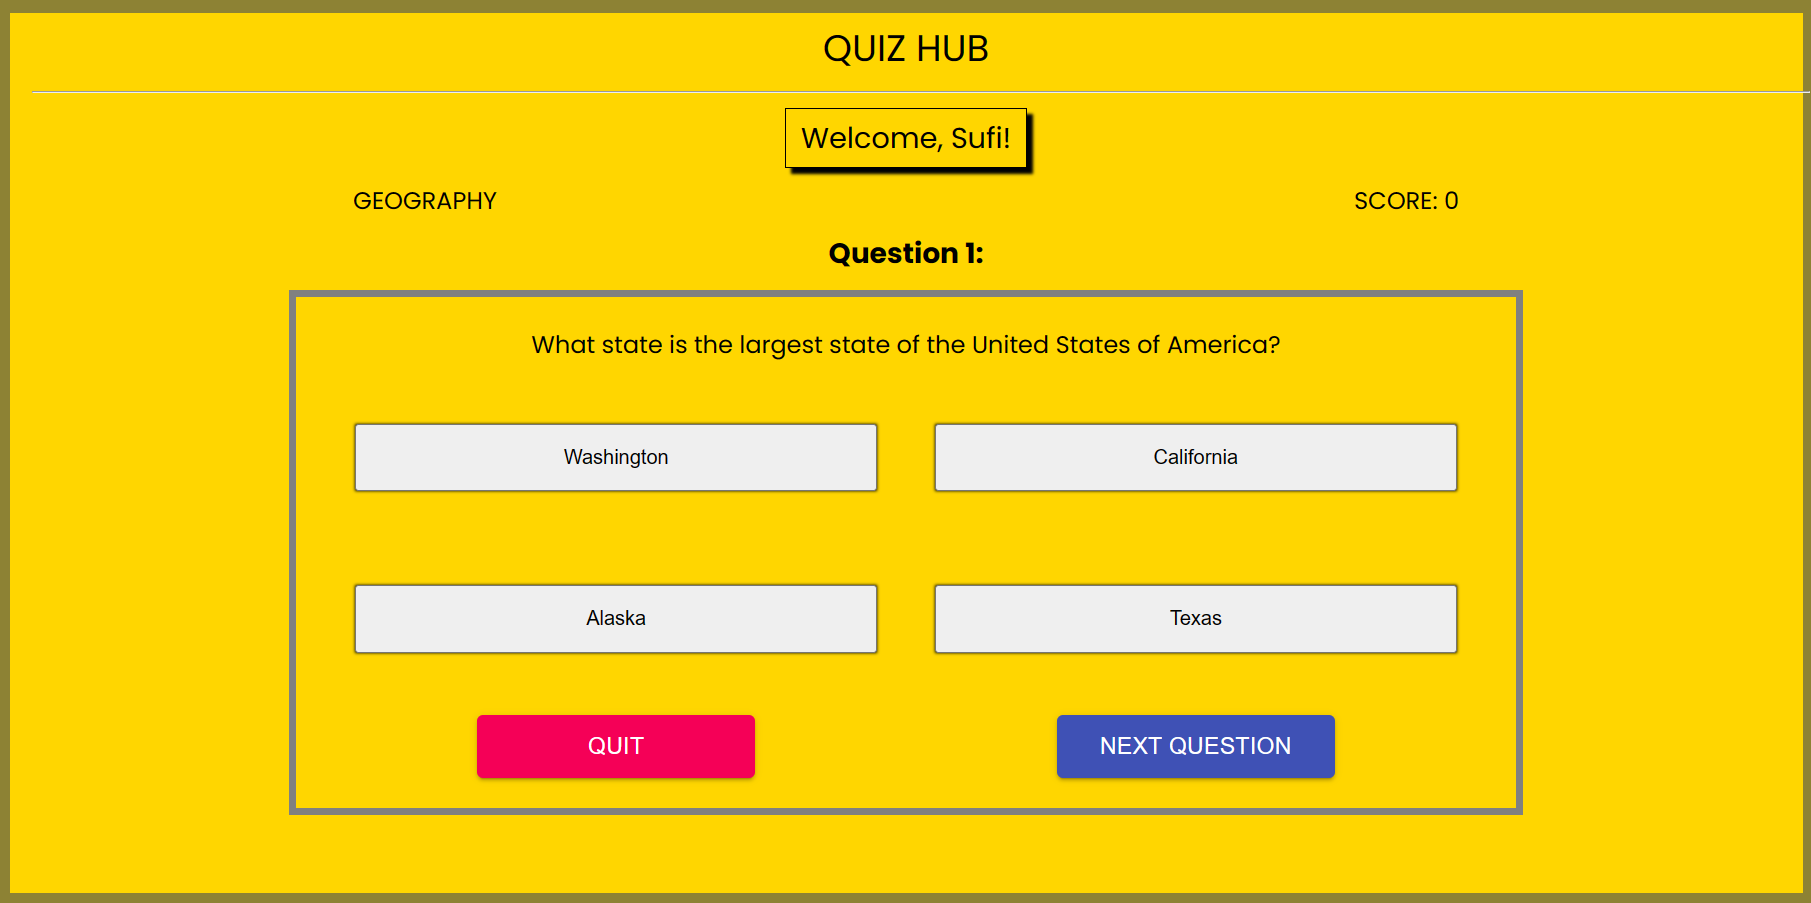 QUIZ HUB
Welcome, Sufi!
GEOGRAPHY
SCORE: 0
Question 1:
What state is the largest state of the United States of America?
Washington
California
Alaska
Texas
QUIT
NEXT QUESTION